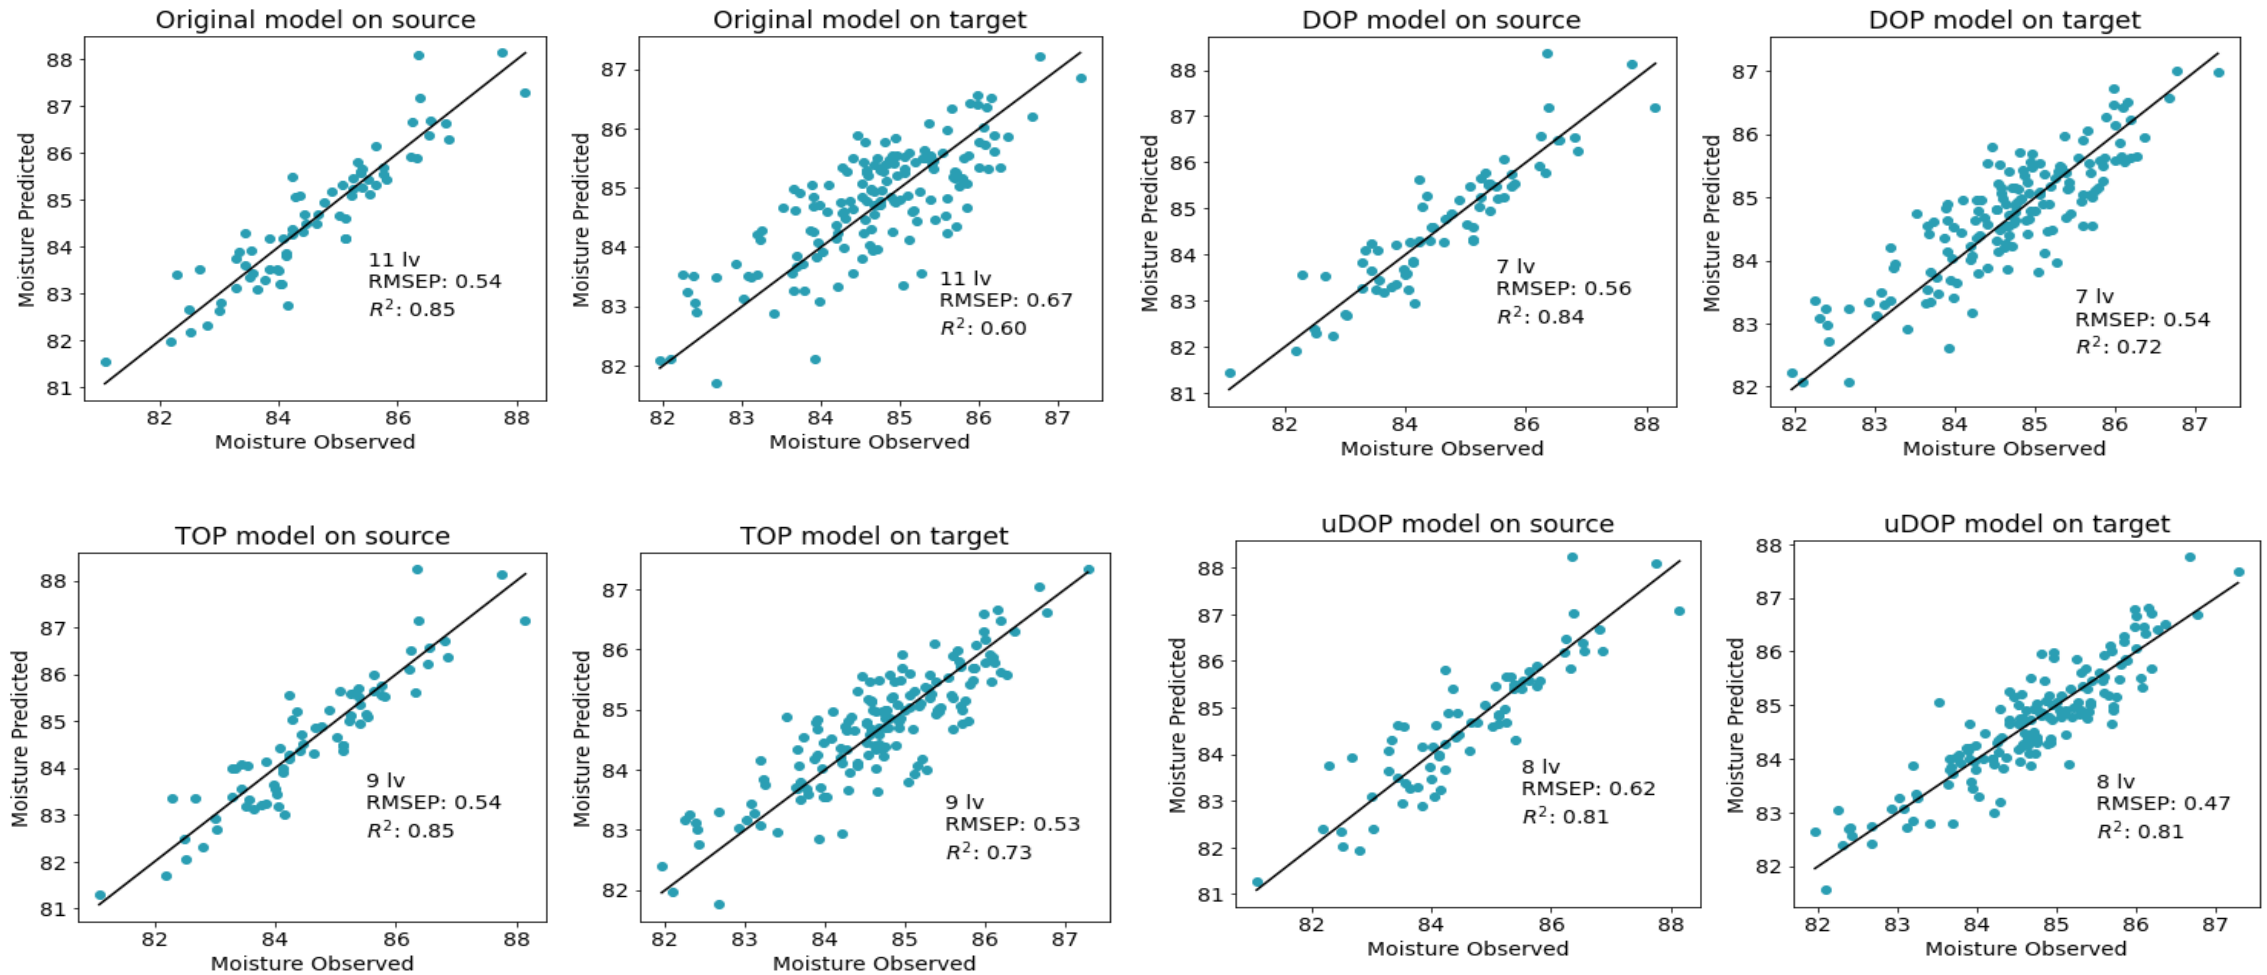 Original model on source
88
87
86
85
84
83
82
81
Moisture Predicted
11 lv
RMSEP: 0.54
R²: 0.85
82 84 86 88
Moisture Observed
Original model on target
87
86
85
84
83
82
Moisture Predicted
11 lv
RMSEP: 0.67
R²: 0.60
82 83 84 85 86 87
Moisture Observed
DOP model on source
88
87
86
85
84
83
82
81
Moisture Predicted
7 lv
RMSEP: 0.56
R²: 0.84
82 84 86 88
Moisture Observed
DOP model on target
87
86
85
84
83
82
Moisture Predicted
7 lv
RMSEP: 0.54
R²: 0.72
82 83 84 85 86 87
Moisture Observed
TOP model on source
88
87
86
85
84
83
82
81
Moisture Predicted
9 lv
RMSEP: 0.54
R²: 0.85
82 84 86 88
Moisture Observed
TOP model on target
87
86
85
84
83
82
Moisture Predicted
9 lv
RMSEP: 0.53
R²: 0.73
82 83 84 85 86 87
Moisture Observed
uDOP model on source
88
87
86
85
84
83
82
81
Moisture Predicted
8 lv
RMSEP: 0.62
R²: 0.81
82 84 86 88
Moisture Observed
uDOP model on target
88
87
86
85
84
83
82
Moisture Predicted
8 lv
RMSEP: 0.47
R²: 0.81
82 83 84 85 86 87
Moisture Observed